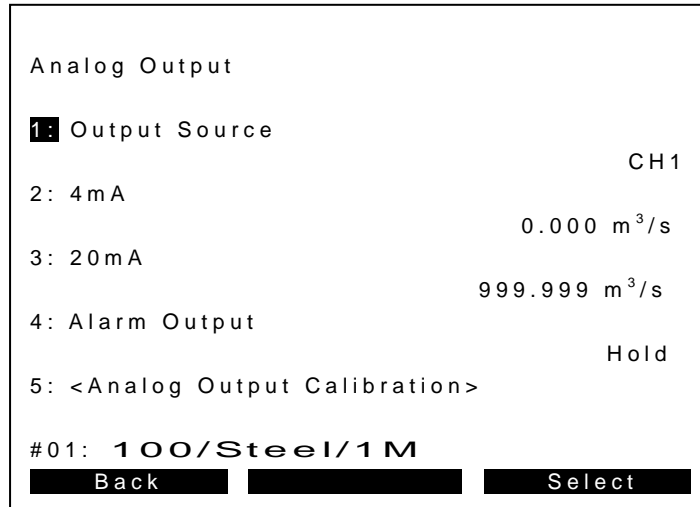 Analog Output
1: Output Source
CH1
2: 4mA
0.000 m³/s
3: 20mA
999.999 m³/s
4: Alarm Output
Hold
5: <Analog Output Calibration>
#01: 100/Steel/1M
Back Select